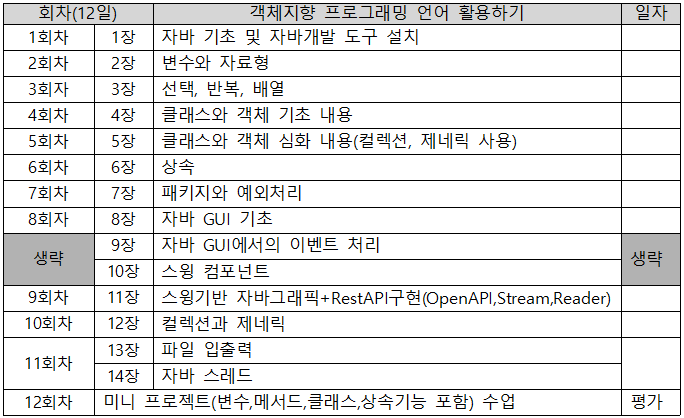 회차(12일) 객체지향 프로그래밍 언어 활용하기 일자
1회차 1장 자바 기초 및 자바개발 도구 설치
2회차 2장 변수와 자료형
3회자 3장 선택, 반복, 배열
4회차 4장 클래스와 객체 기초 내용
5회차 5장 클래스와 객체 심화 내용(컬렉션, 제네릭 사용)
6회차 6장 상속
7회차 7장 패키지와 예외처리
8회자 8장 자바 GUI 기초
생략 9장 자바 GUI에서의 이벤트 처리 생략
10장 스윙 컴포넌트
9회차 11장 스윙기반 자바그래픽+RestAPI구현(OpenAPI,Stream,Reader)
10회차 12장 컬렉션과 제네릭
11회차 13장 파일 입출력
14장 자바 스레드
12회차 미니 프로젝트(변수,메서드,클래스,상속기능 포함) 수업 평가